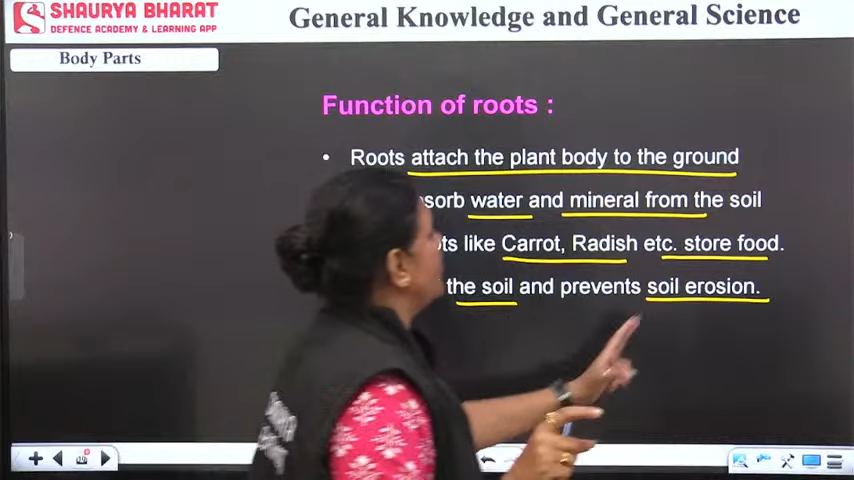 SHAURYA BHARAT
DEFENCE ACADEMY & LEARNING APP
General Knowledge and General Science
Body Parts
Function of roots :
• Roots attach the plant body to the ground
sorb water and mineral from the soil
ts like Carrot, Radish etc. store food.
the soil and prevents soil erosion.